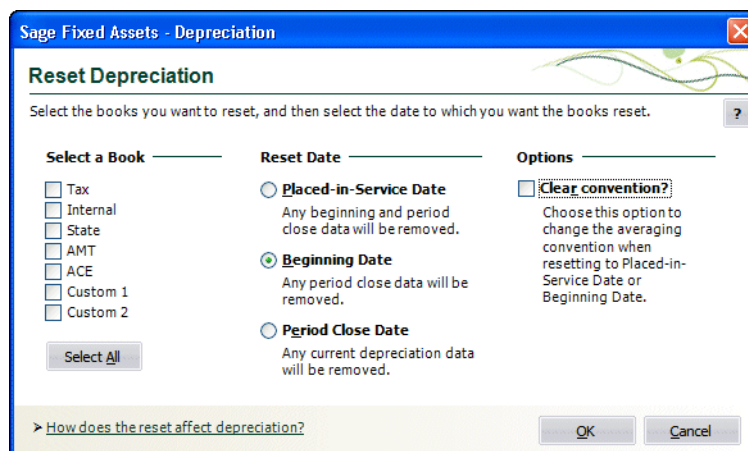 Sage Fixed Assets - Depreciation
Reset Depreciation
Select the books you want to reset, and then select the date to which you want the books reset.
?
Select a Book
Tax
Internal
State
AMT
ACE
Custom 1
Custom 2
Select All
Reset Date
Placed-in-Service Date
Any beginning and period
close data will be removed.
Beginning Date
Any period close data will be
removed.
Period Close Date
Any current depreciation data
will be removed.
Options
Clear convention?
Choose this option to
change the averaging
convention when
resetting to Placed-in-
Service Date or
Beginning Date.
How does the reset affect depreciation?
OK
Cancel